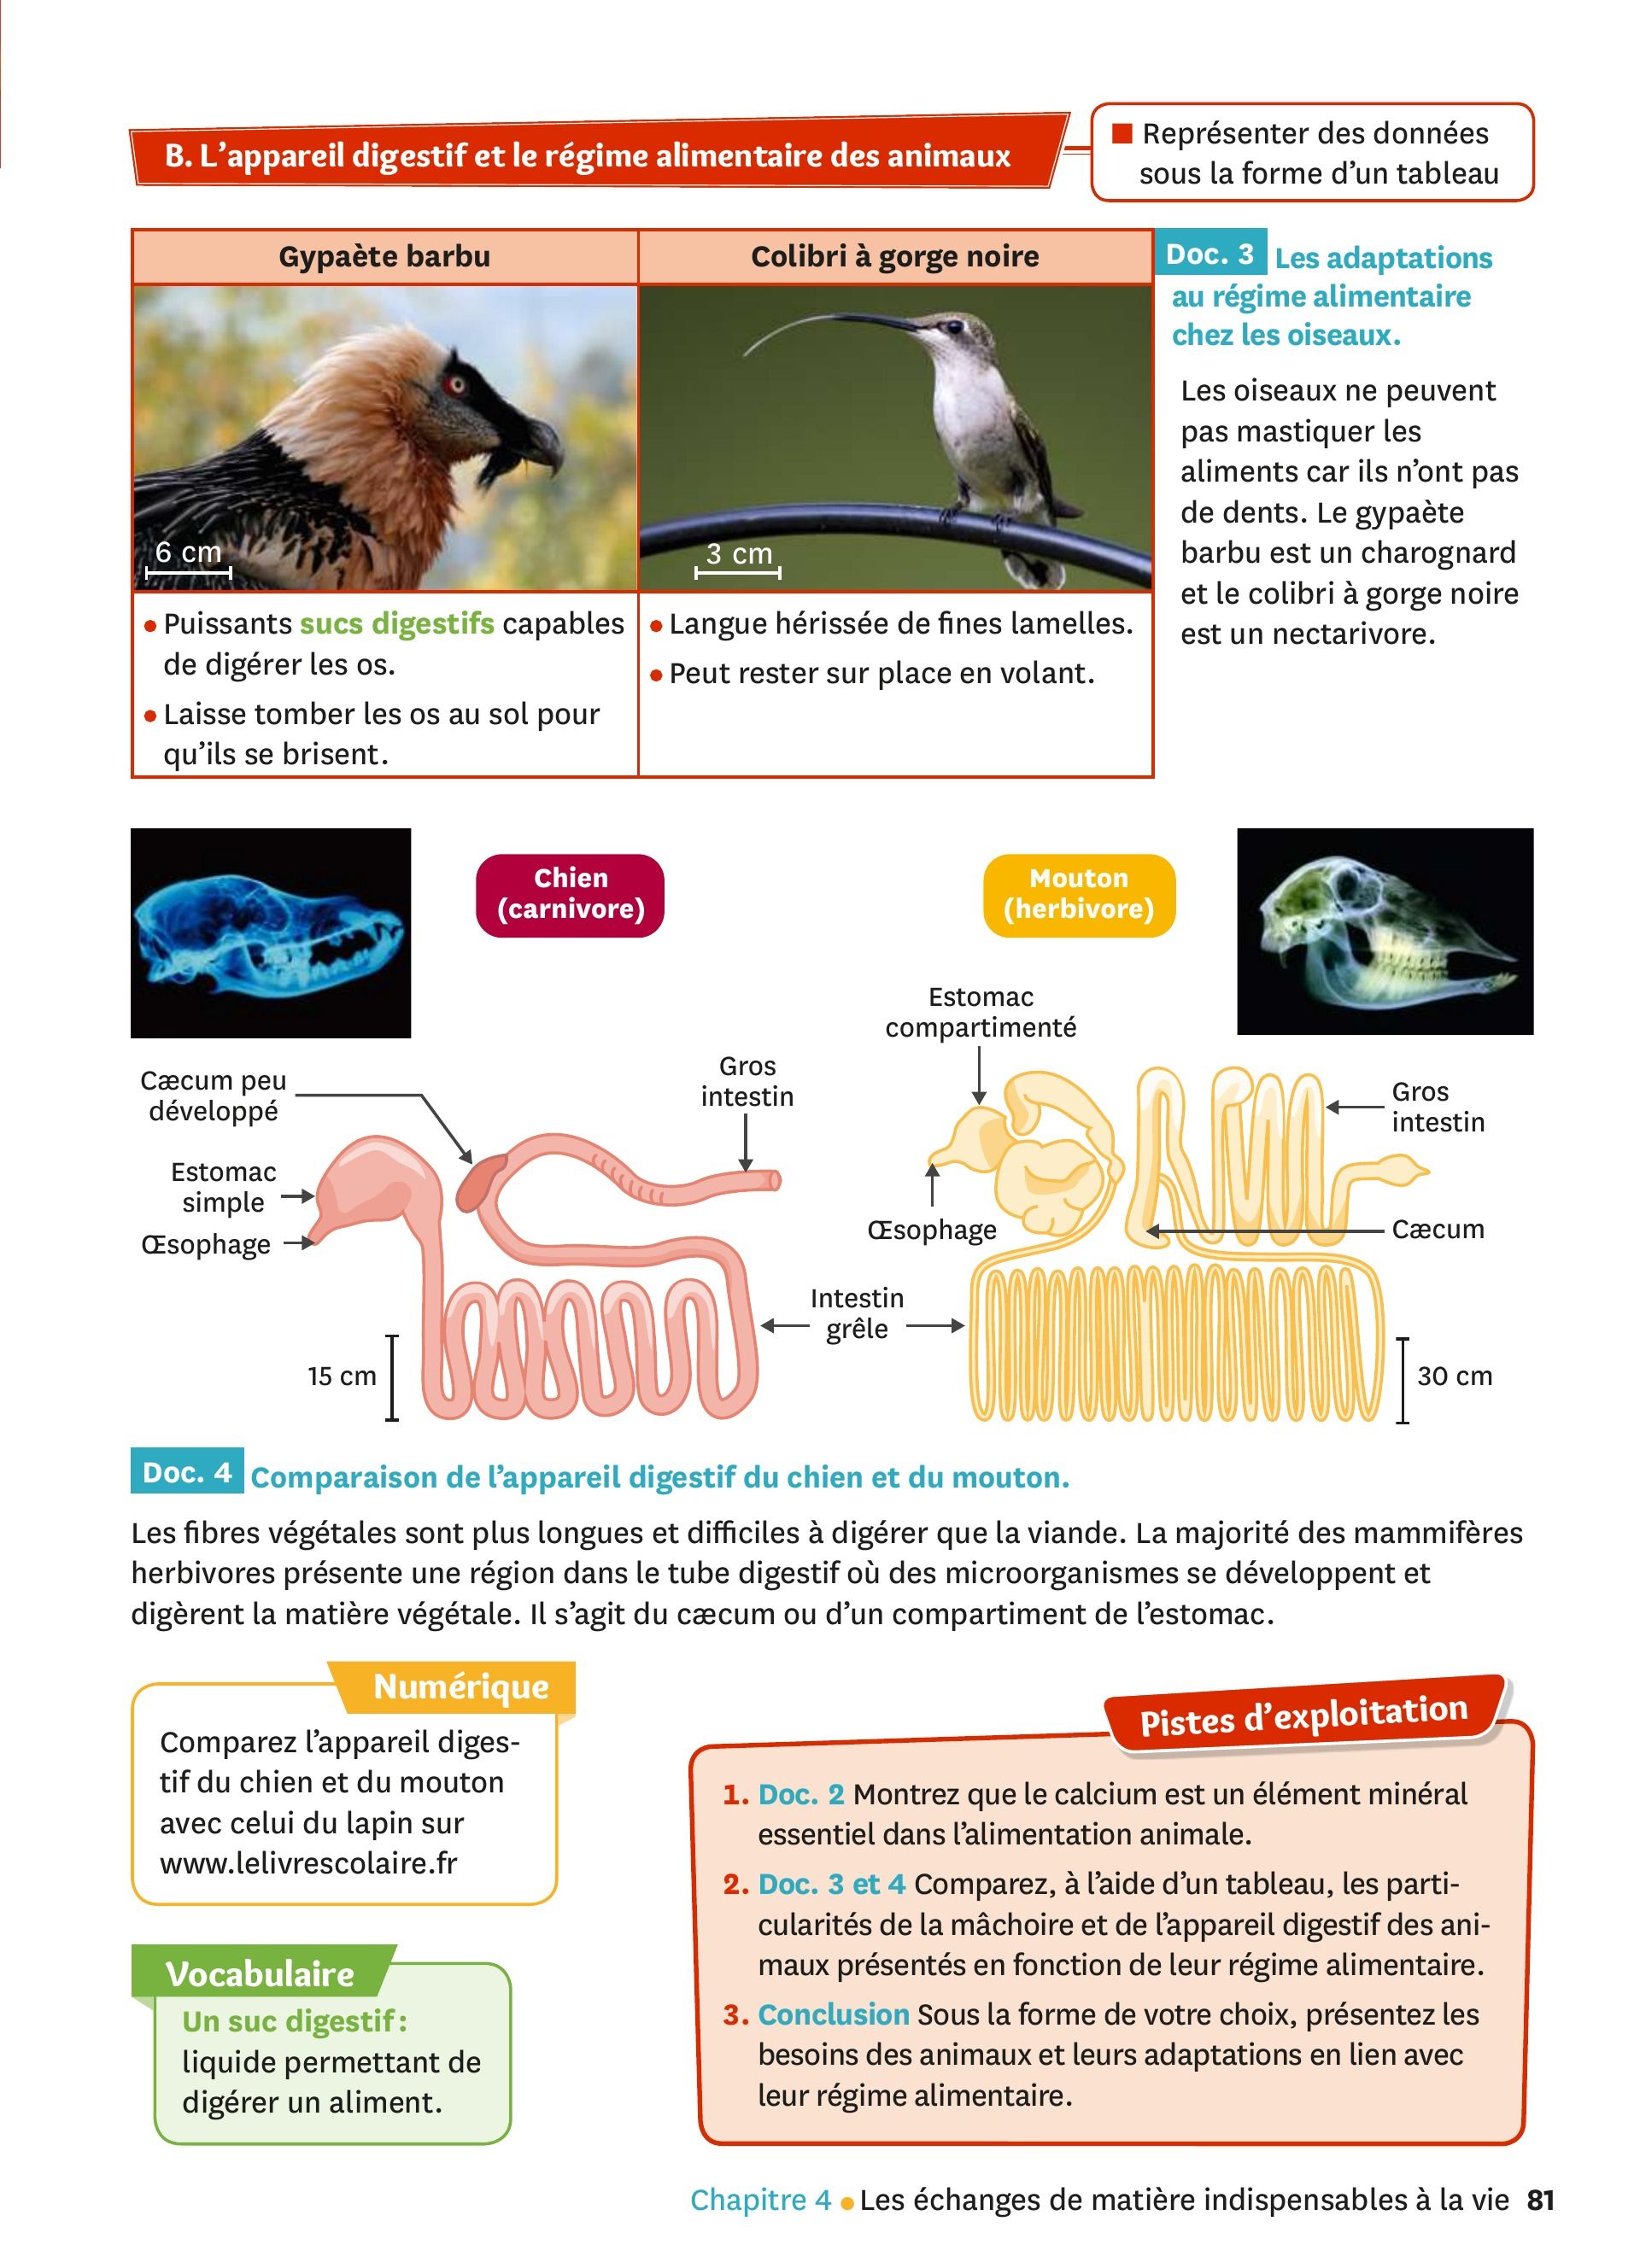 B. L'appareil digestif et le régime alimentaire des animaux
■ Représenter des données
sous la forme d'un tableau
Gypaète barbu
Colibri à gorge noire
6 cm
3 cm
• Puissants sucs digestifs capables
de digérer les os.
• Laisse tomber les os au sol pour
qu'ils se brisent.
• Langue hérissée de fines lamelles.
• Peut rester sur place en volant.
Doc. 3 Les adaptations
au régime alimentaire
chez les oiseaux.
Les oiseaux ne peuvent
pas mastiquer les
aliments car ils n'ont pas
de dents. Le gypaète
barbu est un charognard
et le colibri à gorge noire
est un nectarivore.
Chien
(carnivore)
Mouton
(herbivore)
Cæcum peu
développé
Estomac
simple
Œsophage
Gros
intestin
15 cm
Intestin
grêle
Estomac
compartimenté
Œsophage
Gros
intestin
Cæcum
30 cm
Doc. 4 Comparaison de l'appareil digestif du chien et du mouton.
Les fibres végétales sont plus longues et difficiles à digérer que la viande. La majorité des mammifères
herbivores présente une région dans le tube digestif où des microorganismes se développent et
digèrent la matière végétale. Il s'agit du cæcum ou d'un compartiment de l'estomac.
Numérique
Comparez l'appareil diges-
tif du chien et du mouton
avec celui du lapin sur
www.lelivrescolaire.fr
Vocabulaire
Un suc digestif :
liquide permettant de
digérer un aliment.
Pistes d'exploitation
1. Doc. 2 Montrez que le calcium est un élément minéral
essentiel dans l'alimentation animale.
2. Doc. 3 et 4 Comparez, à l'aide d'un tableau, les parti-
cularités de la mâchoire et de l'appareil digestif des ani-
maux présentés en fonction de leur régime alimentaire.
3. Conclusion Sous la forme de votre choix, présentez les
besoins des animaux et leurs adaptations en lien avec
leur régime alimentaire.
Chapitre 4 • Les échanges de matière indispensables à la vie 81